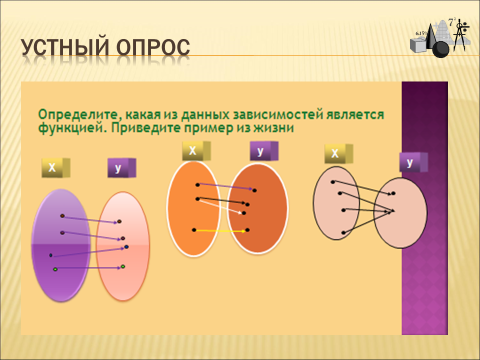 УСТНЫЙ ОПРОС
Определите, какая из данных зависимостей является
функцией. Приведите пример из жизни
X
y
X
y
X
y